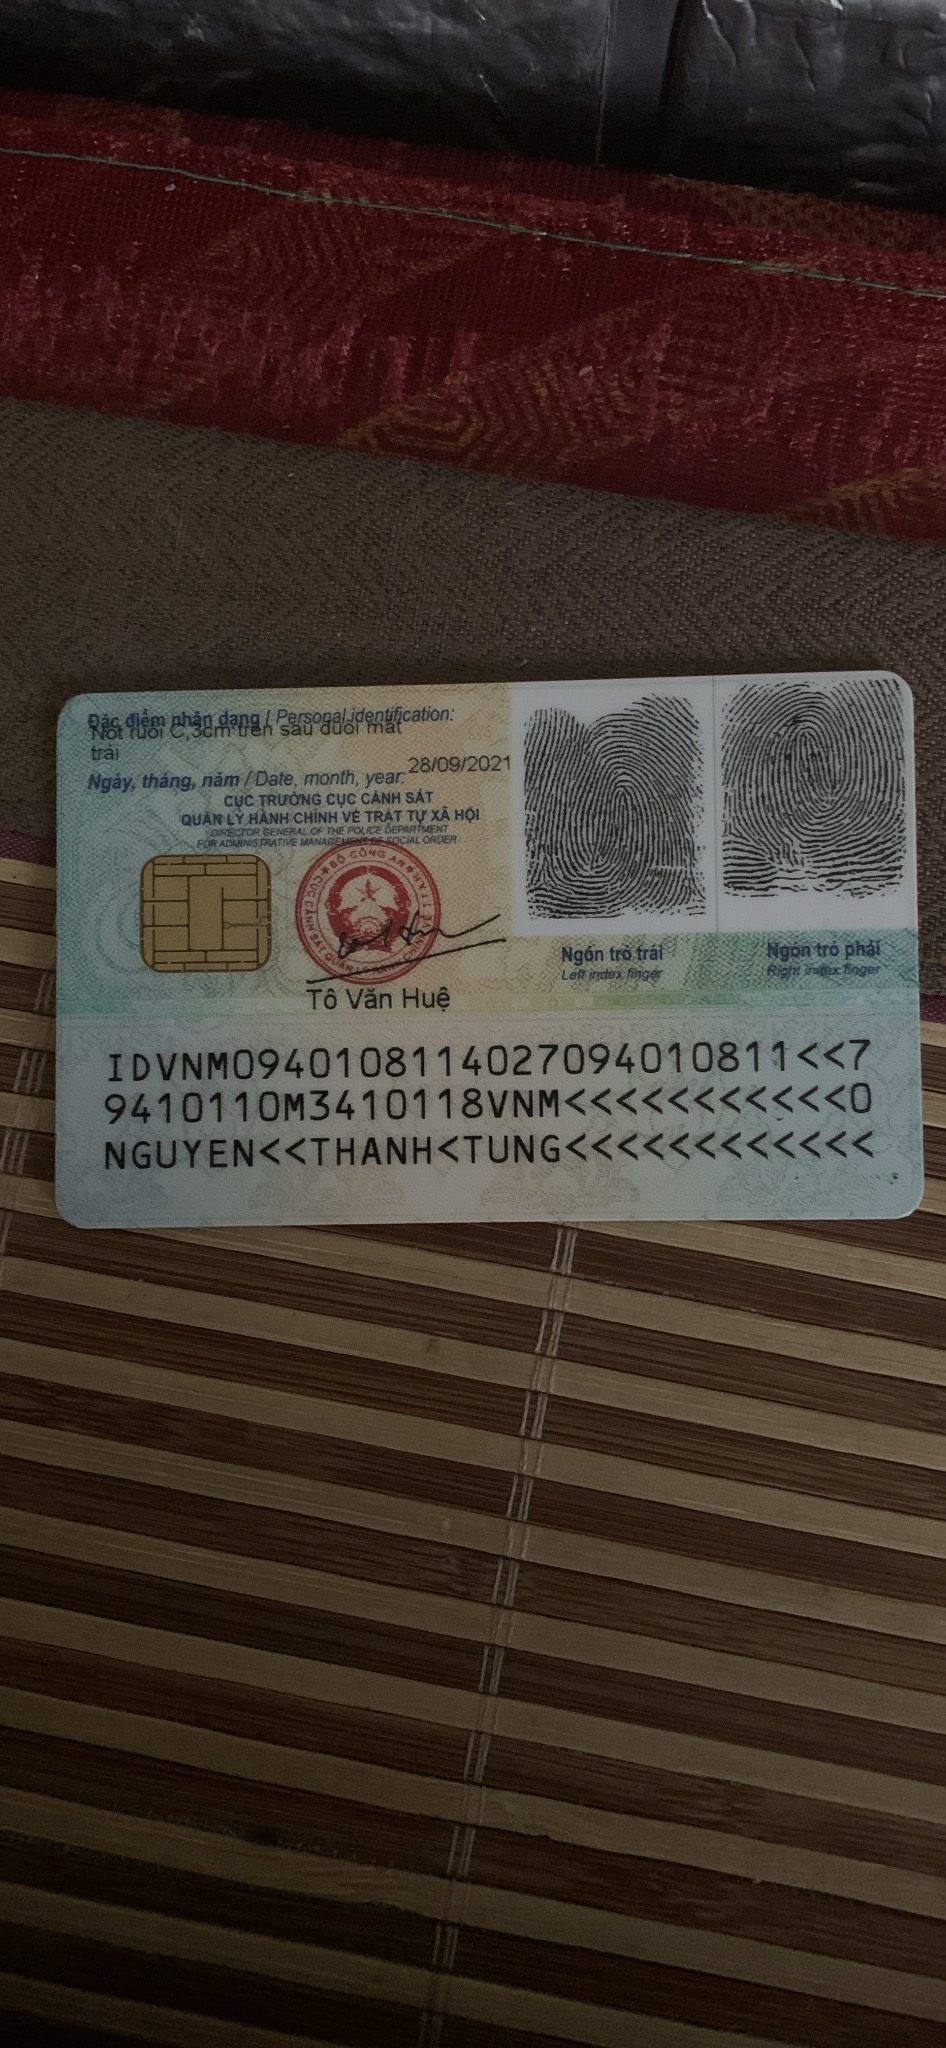 Đặc điểm nhận dạng / Personal identification:
Nốt ruồi C,3cm trên sau đuôi mắt
trái
Ngày, tháng, năm / Date, month, year: 28/09/2021
CỤC TRƯỞNG CỤC CẢNH SÁT
QUẢN LÝ HÀNH CHÍNH VỀ TRẬT TỰ XÃ HỘI
DIRECTOR GENERAL OF THE POLICE DEPARTMENT
FOR ADMINISTRATIVE MANAGEMENT OF SOCIAL ORDER
BỘ CÔNG AN
Tô Văn Huệ
Ngón trỏ trái
Left index finger
Ngón trỏ phải
Right index finger
IDVNM0940108114027094010811<<7
9410110M3410118VNM<<<<<<<<<<<0
NGUYEN<<THANH<TUNG<<<<<<<<<<<<